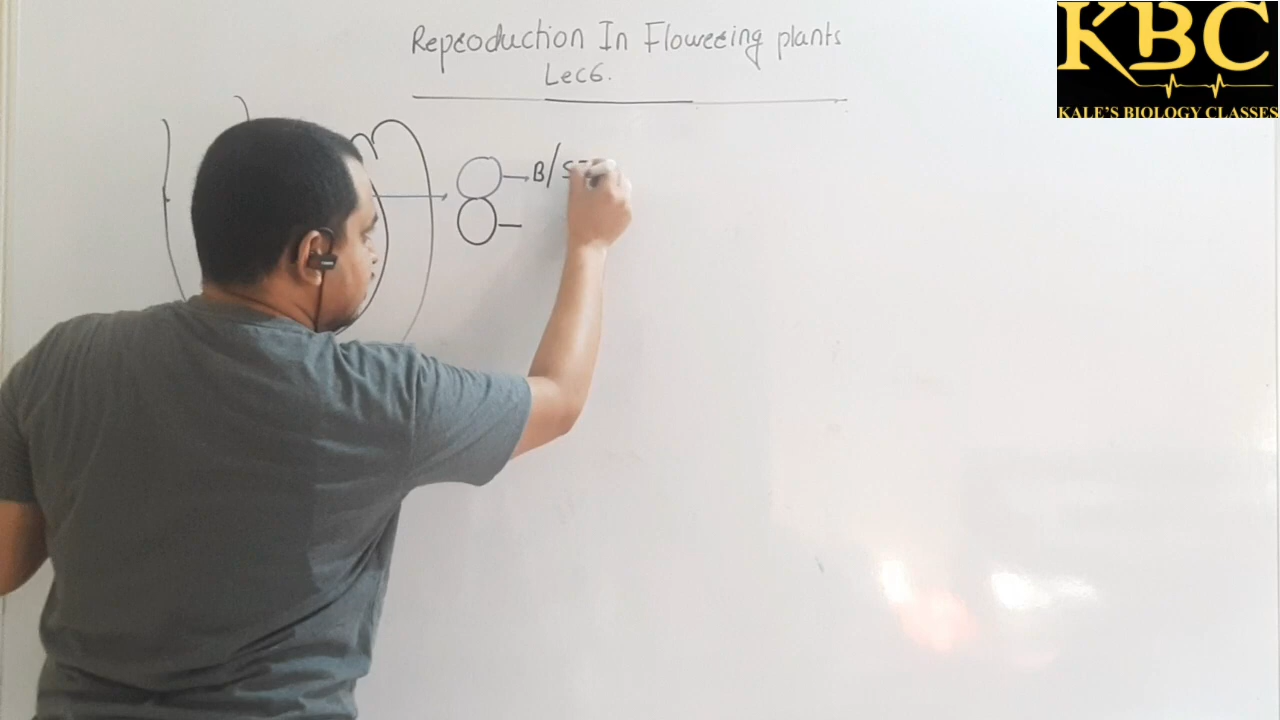 Reproduction In Flowering plants
Lec6.
KBC
KALE'S BIOLOGY CLASSES
B/